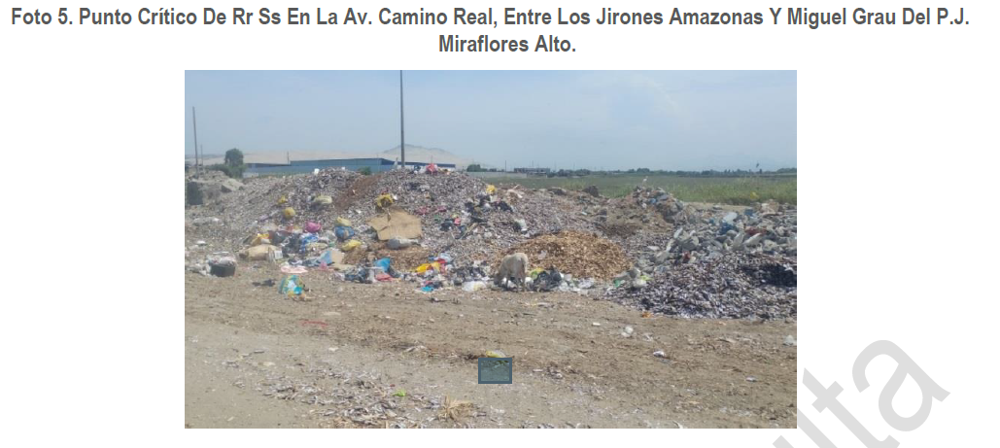 Foto 5. Punto Crítico De Rr Ss En La Av. Camino Real, Entre Los Jirones Amazonas Y Miguel Grau Del P.J.
Miraflores Alto.
ulta